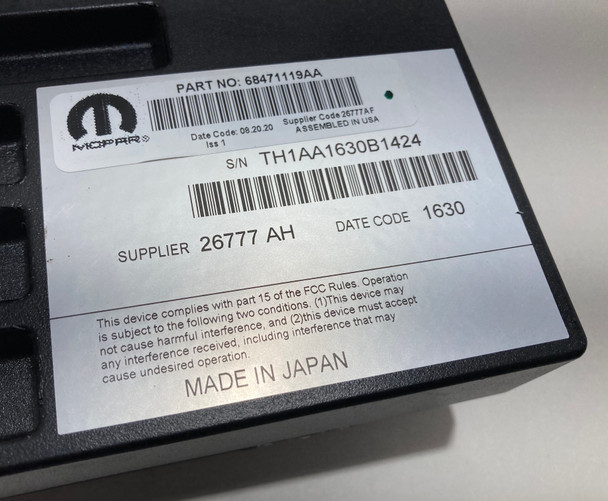 PART NO: 68471119AA
MOPAR®
Date Code: 08.20.20 Supplier Code 26777AF
Iss 1 ASSEMBLED IN USA
S/N TH1AA1630B1424
SUPPLIER 26777 AH DATE CODE 1630
This device complies with part 15 of the FCC Rules. Operation
is subject to the following two conditions. (1)This device may
not cause harmful interference, and (2)this device must accept
any interference received, including interference that may
cause undesired operation.
MADE IN JAPAN